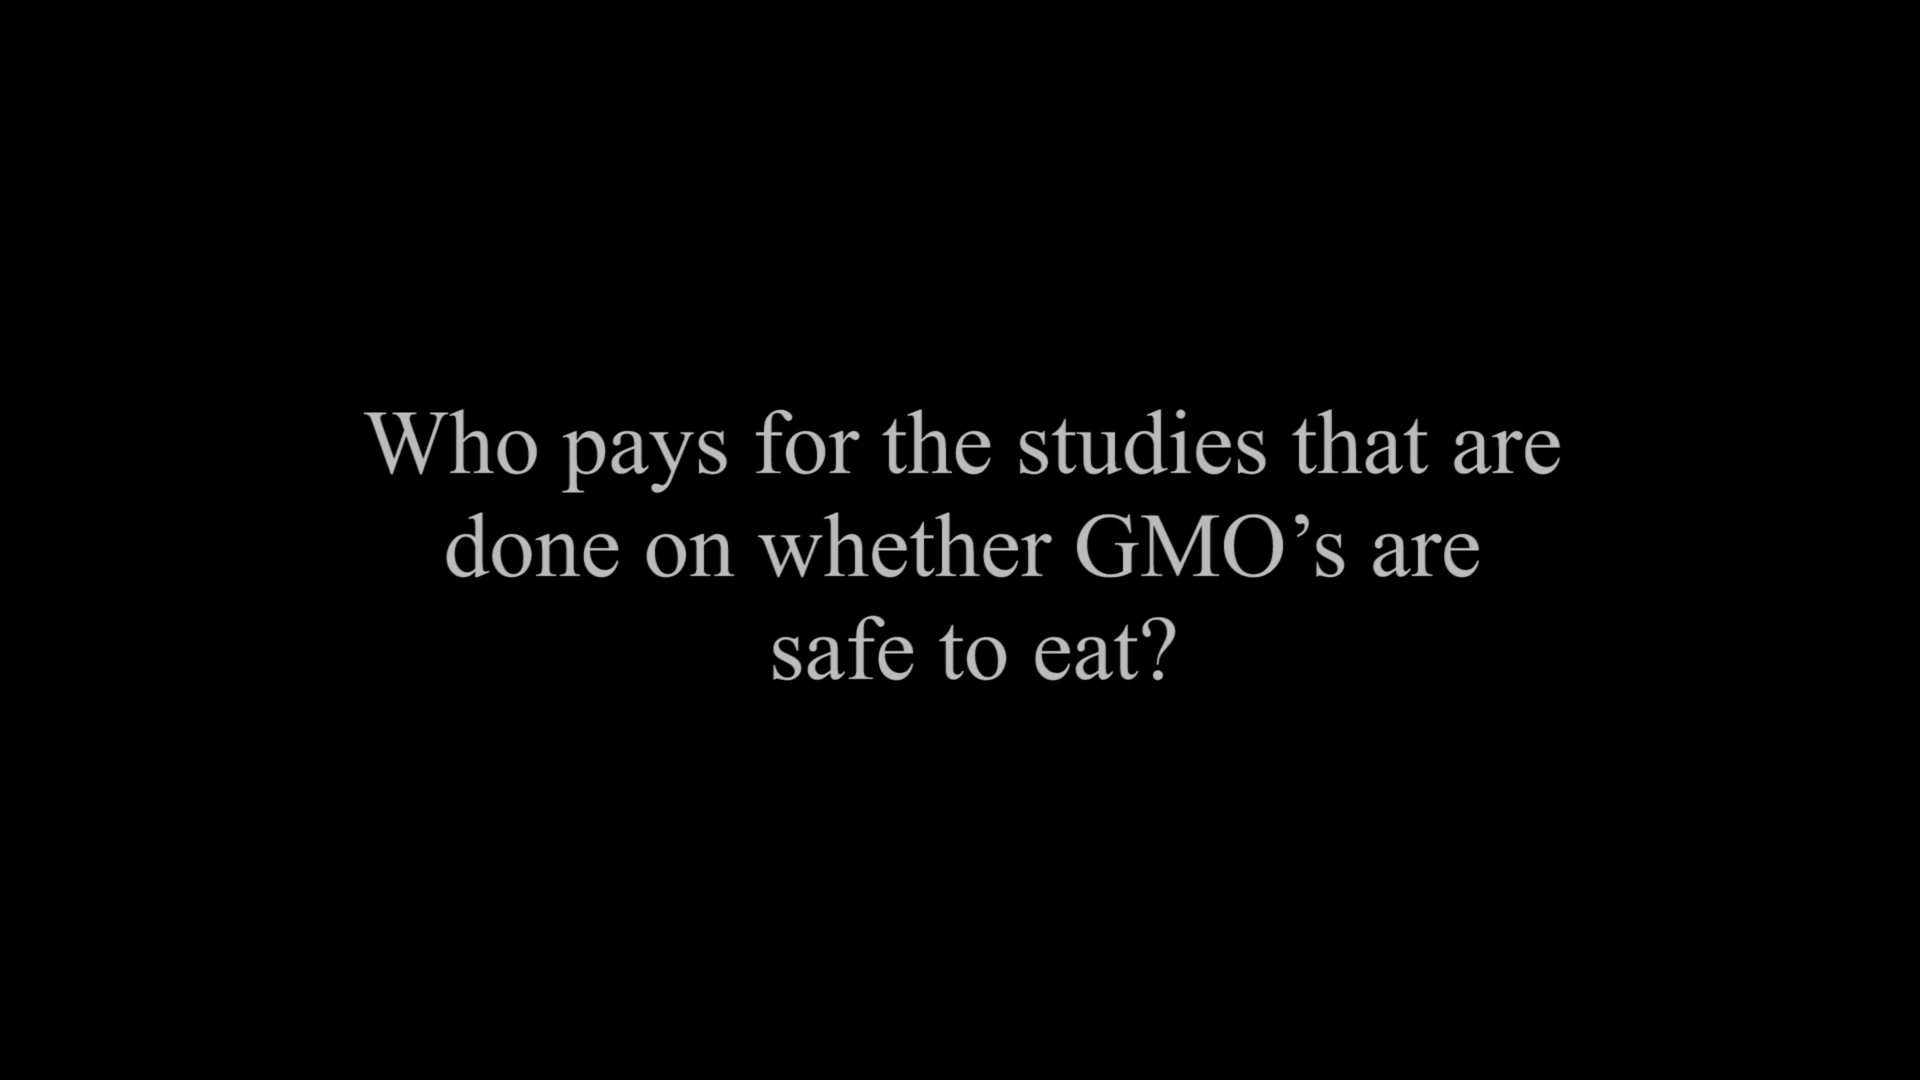 Who pays for the studies that are
done on whether GMO’s are
safe to eat?